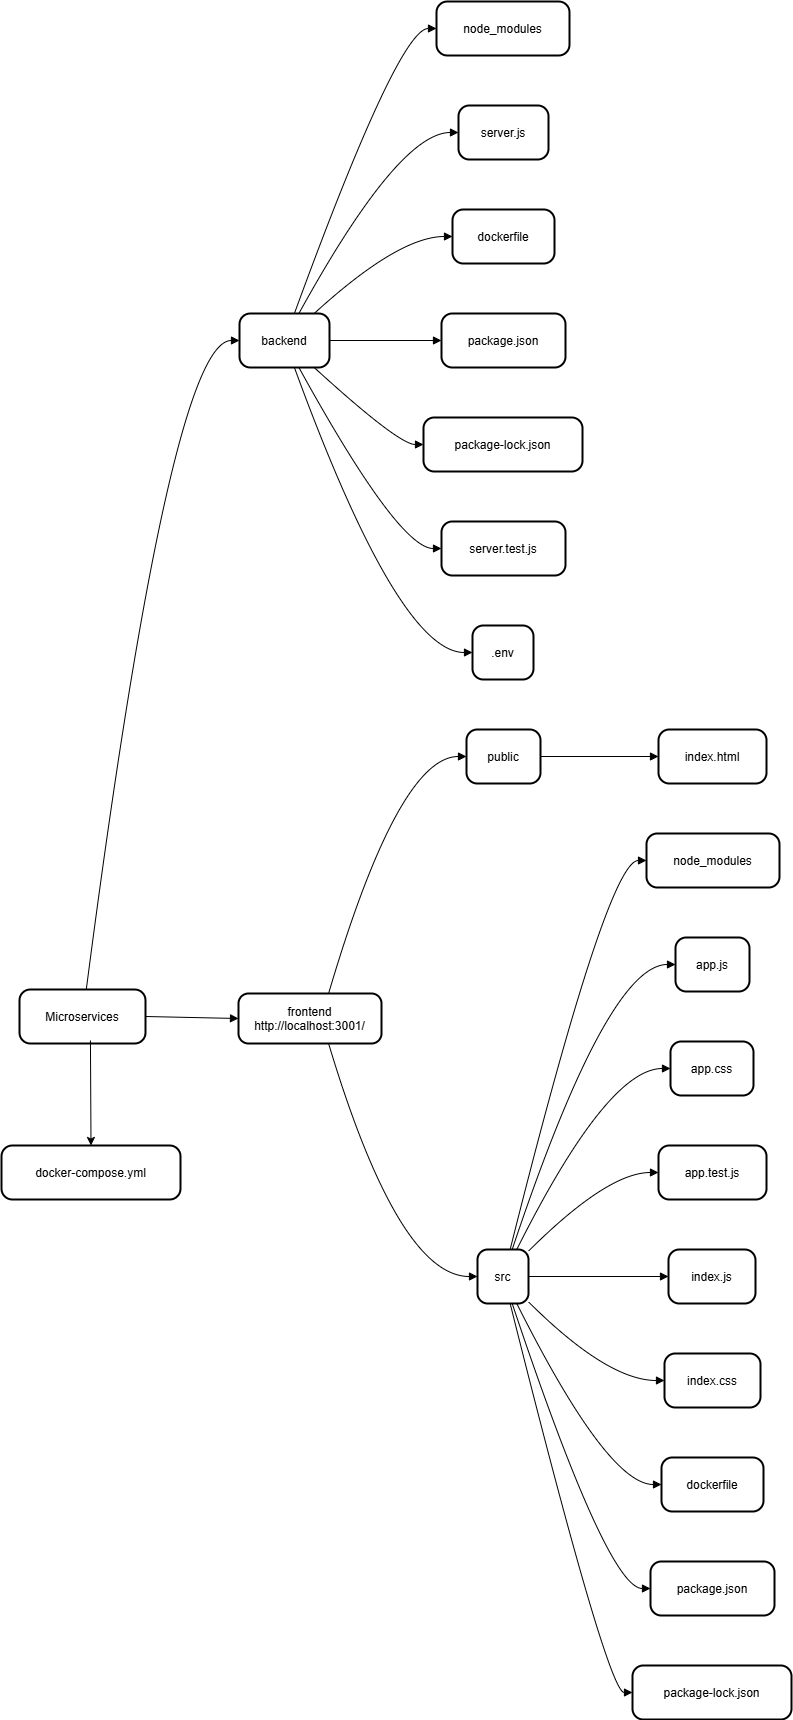 node_modules
server.js
dockerfile
backend
package.json
package-lock.json
server.test.js
.env
public
index.html
node_modules
app.js
Microservices
frontend
http://localhost:3001/
app.css
docker-compose.yml
app.test.js
src
index.js
index.css
dockerfile
package.json
package-lock.json